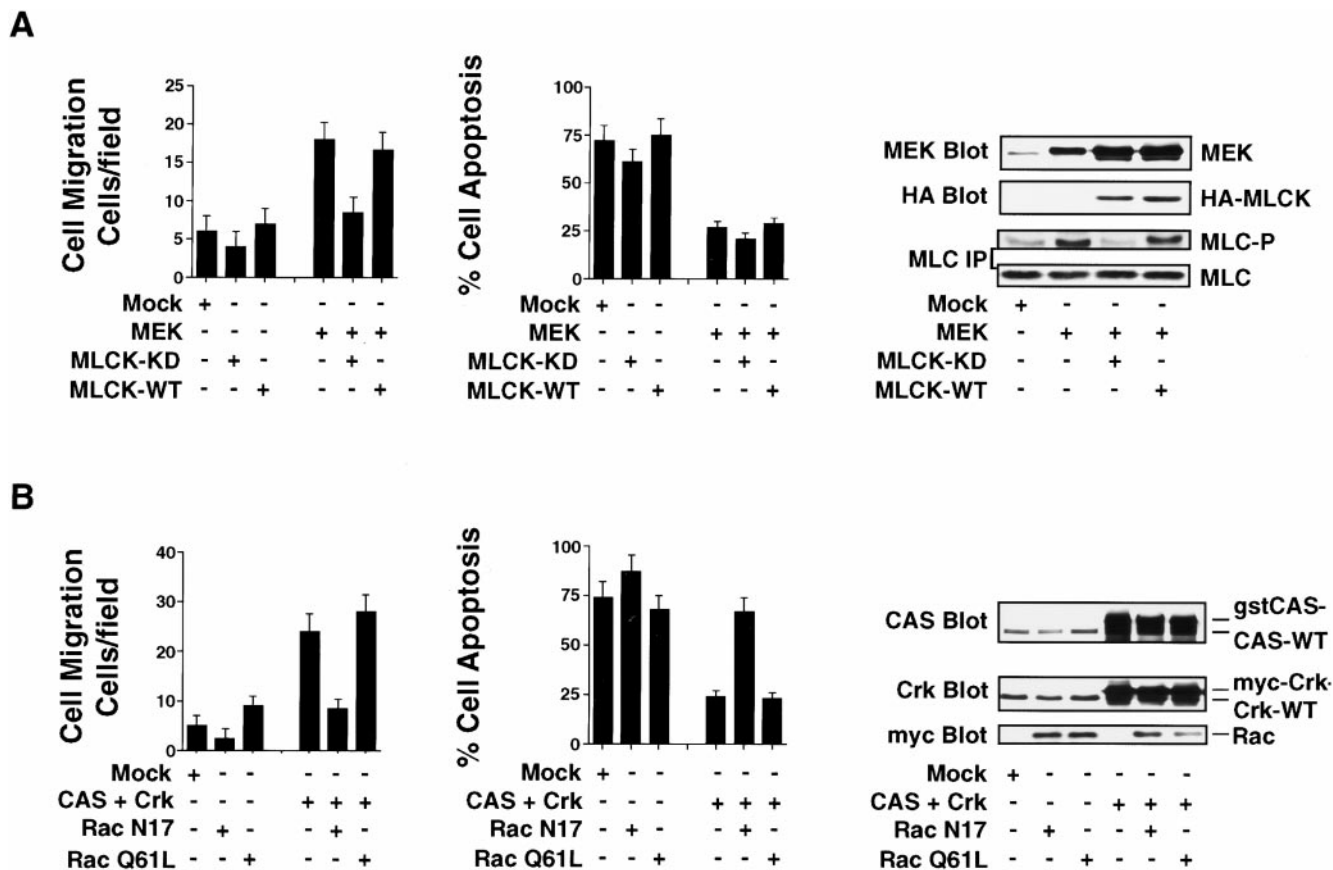 A
Cell Migration
Cells/field
25
20
15
10
5
0
Mock + - - - - -
MEK - - - + + +
MLCK-KD - + - - + -
MLCK-WT - - + - - +
% Cell Apoptosis
100
75
50
25
0
Mock + - - - - -
MEK - - - + + +
MLCK-KD - + - - + -
MLCK-WT - - + - - +
MEK Blot MEK
HA Blot HA-MLCK
MLC-P
MLC IP
MLC
Mock + - - -
MEK - + + +
MLCK-KD - - + -
MLCK-WT - - - +
B
Cell Migration
Cells/field
40
30
20
10
0
Mock + - - - - -
CAS + Crk - - - + + +
Rac N17 - + - - + -
Rac Q61L - - + - - +
% Cell Apoptosis
100
75
50
25
0
Mock + - - - - -
CAS + Crk - - - + + +
Rac N17 - + - - + -
Rac Q61L - - + - - +
CAS Blot gstCAS-
CAS-WT
Crk Blot myc-Crk-
Crk-WT
myc Blot Rac
Mock + - - - - -
CAS + Crk - - - + + +
Rac N17 - + - - + -
Rac Q61L - - + - - +